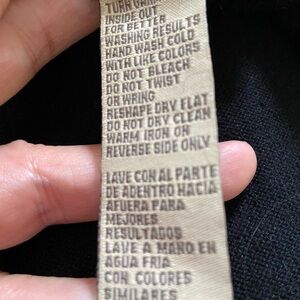 TURN GARM
INSIDE OUT
FOR BETTER
WASHING RESULTS
HAND WASH COLD
WITH LIKE COLORS
DO NOT BLEACH
DO NOT TWIST
OR WRING
RESHAPE DRY FLAT
DO NOT DRY CLEAN
WARM IRON ON
REVERSE SIDE ONLY
LAVE CON AL PARTE
DE ADENTRO HACIA
AFUERA PARA
MEJORES
RESULTADOS
LAVE A MANO EN
AGUA FRIA
CON COLORES
SIMILARES